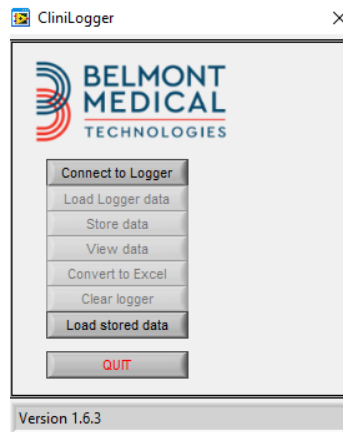 CliniLogger
BELMONT
MEDICAL
TECHNOLOGIES
Connect to Logger
Load Logger data
Store data
View data
Convert to Excel
Clear logger
Load stored data
QUIT
Version 1.6.3